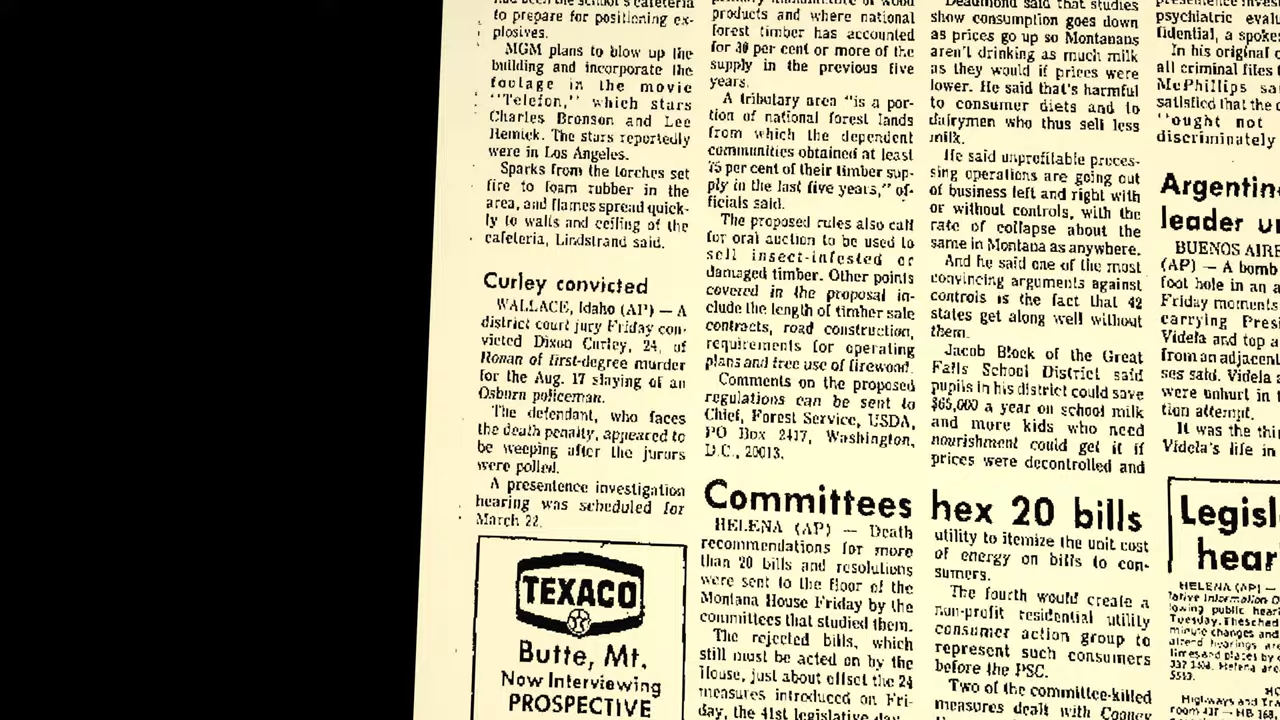 had been the school's cafeteria
to prepare for positioning ex-
plosives.
MGM plans to blow up the
building and incorporate the
footage in the movie
"Telefon," which stars
Charles Bronson and Lee
Remick. The stars reportedly
were in Los Angeles.
Sparks from the torches set
fire to foam rubber in the
area, and flames spread quick-
ly to walls and ceiling of the
cafeteria, Lindstrand said.
Curley convicted
WALLACE, Idaho (AP) — A
district court jury Friday con-
victed Dixon Curley, 24, of
Ronan of first-degree murder
for the Aug. 17 slaying of an
Osburn policeman.
The defendant, who faces
the death penalty, appeared to
be weeping after the jurors
were polled.
A presentence investigation
hearing was scheduled for
March 22.
TEXACO
Butte, Mt.
Now Interviewing
PROSPECTIVE
products and where national
forest timber has accounted
for 30 per cent or more of the
supply in the previous five
years.
A tributary area "is a por-
tion of national forest lands
from which the dependent
communities obtained at least
75 per cent of their timber sup-
ply in the last five years," of-
ficials said.
The proposed rules also call
for oral auction to be used to
sell insect-infested or
damaged timber. Other points
covered in the proposal in-
clude the length of timber sale
contracts, road construction,
requirements for operating
plans and free use of firewood.
Comments on the proposed
regulations can be sent to
Chief, Forest Service, USDA,
PO Box 2417, Washington,
D.C., 20013.
Deaumond said that studies
show consumption goes down
as prices go up so Montanans
aren't drinking as much milk
as they would if prices were
lower. He said that's harmful
to consumer diets and to
dairymen who thus sell less
milk.
He said unprofitable proces-
sing operations are going out
of business left and right with
or without controls, with the
rate of collapse about the
same in Montana as anywhere.
And he said one of the most
convincing arguments against
controls is the fact that 42
states get along well without
them.
Jacob Block of the Great
Falls School District said
pupils in his district could save
$65,000 a year on school milk
and more kids who need
nourishment could get it if
prices were decontrolled and
Committees hex 20 bills
HELENA (AP) — Death
recommendations for more
than 20 bills and resolutions
were sent to the floor of the
Montana House Friday by the
committees that studied them.
The rejected bills, which
still must be acted on by the
House, just about offset the 24
measures introduced on Fri-
day, the 41st legislative day.
utility to itemize the unit cost
of energy on bills to con-
sumers.
The fourth would create a
non-profit residential utility
consumer action group to
represent such consumers
before the PSC.
Two of the committee-killed
measures dealt with Cooney
psychiatric
fidential, a
In his original
all criminal files
McPhillips
satisfied that the
"ought not
discriminately
leader
BUENOS
(AP) — A bomb
foot hole in an
Friday moments
carrying
Videla and top
from an adjacent
ses said. Videla
were unhurt in
tion attempt.
It was the
Videla's life in
HELENA (AP) —
Information
lowing public
Tuesday.
minute changes and
attend hearings are
times and places by
Helena
Highways and
room 437 — HB 168